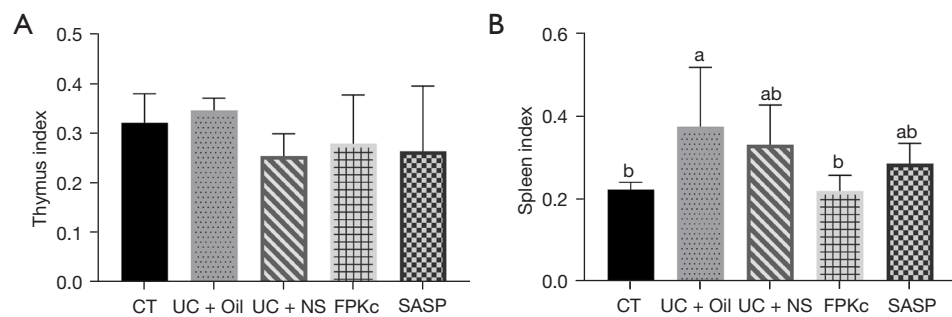 A
Thymus index
0.5
0.4
0.3
0.2
0.1
0.0
CT UC + Oil UC + NS FPKc SASP
B
Spleen index
0.6
0.4
0.2
0.0
b a ab b ab
CT UC + Oil UC + NS FPKc SASP